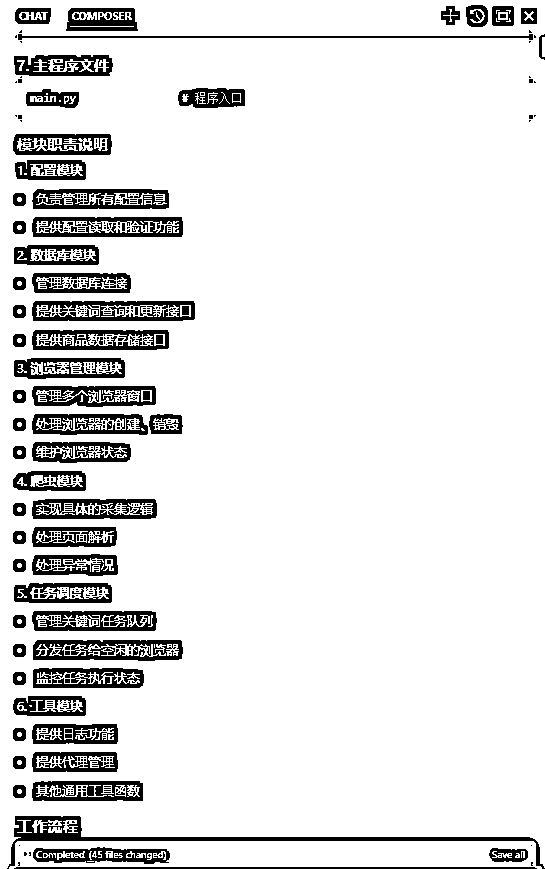 CHAT COMPOSER
7. 主程序文件
main.py # 程序入口
模块职责说明
1. 配置模块
负责管理所有配置信息
提供配置读取和验证功能
2. 数据库模块
管理数据库连接
提供关键词查询和更新接口
提供商品数据存储接口
3. 浏览器管理模块
管理多个浏览器窗口
处理浏览器的创建、销毁
维护浏览器状态
4. 爬虫模块
实现具体的采集逻辑
处理页面解析
处理异常情况
5. 任务调度模块
管理关键词任务队列
分发任务给空闲的浏览器
监控任务执行状态
6. 工具模块
提供日志功能
提供代理管理
其他通用工具函数
工作流程
Completed (45 files changed) Save all